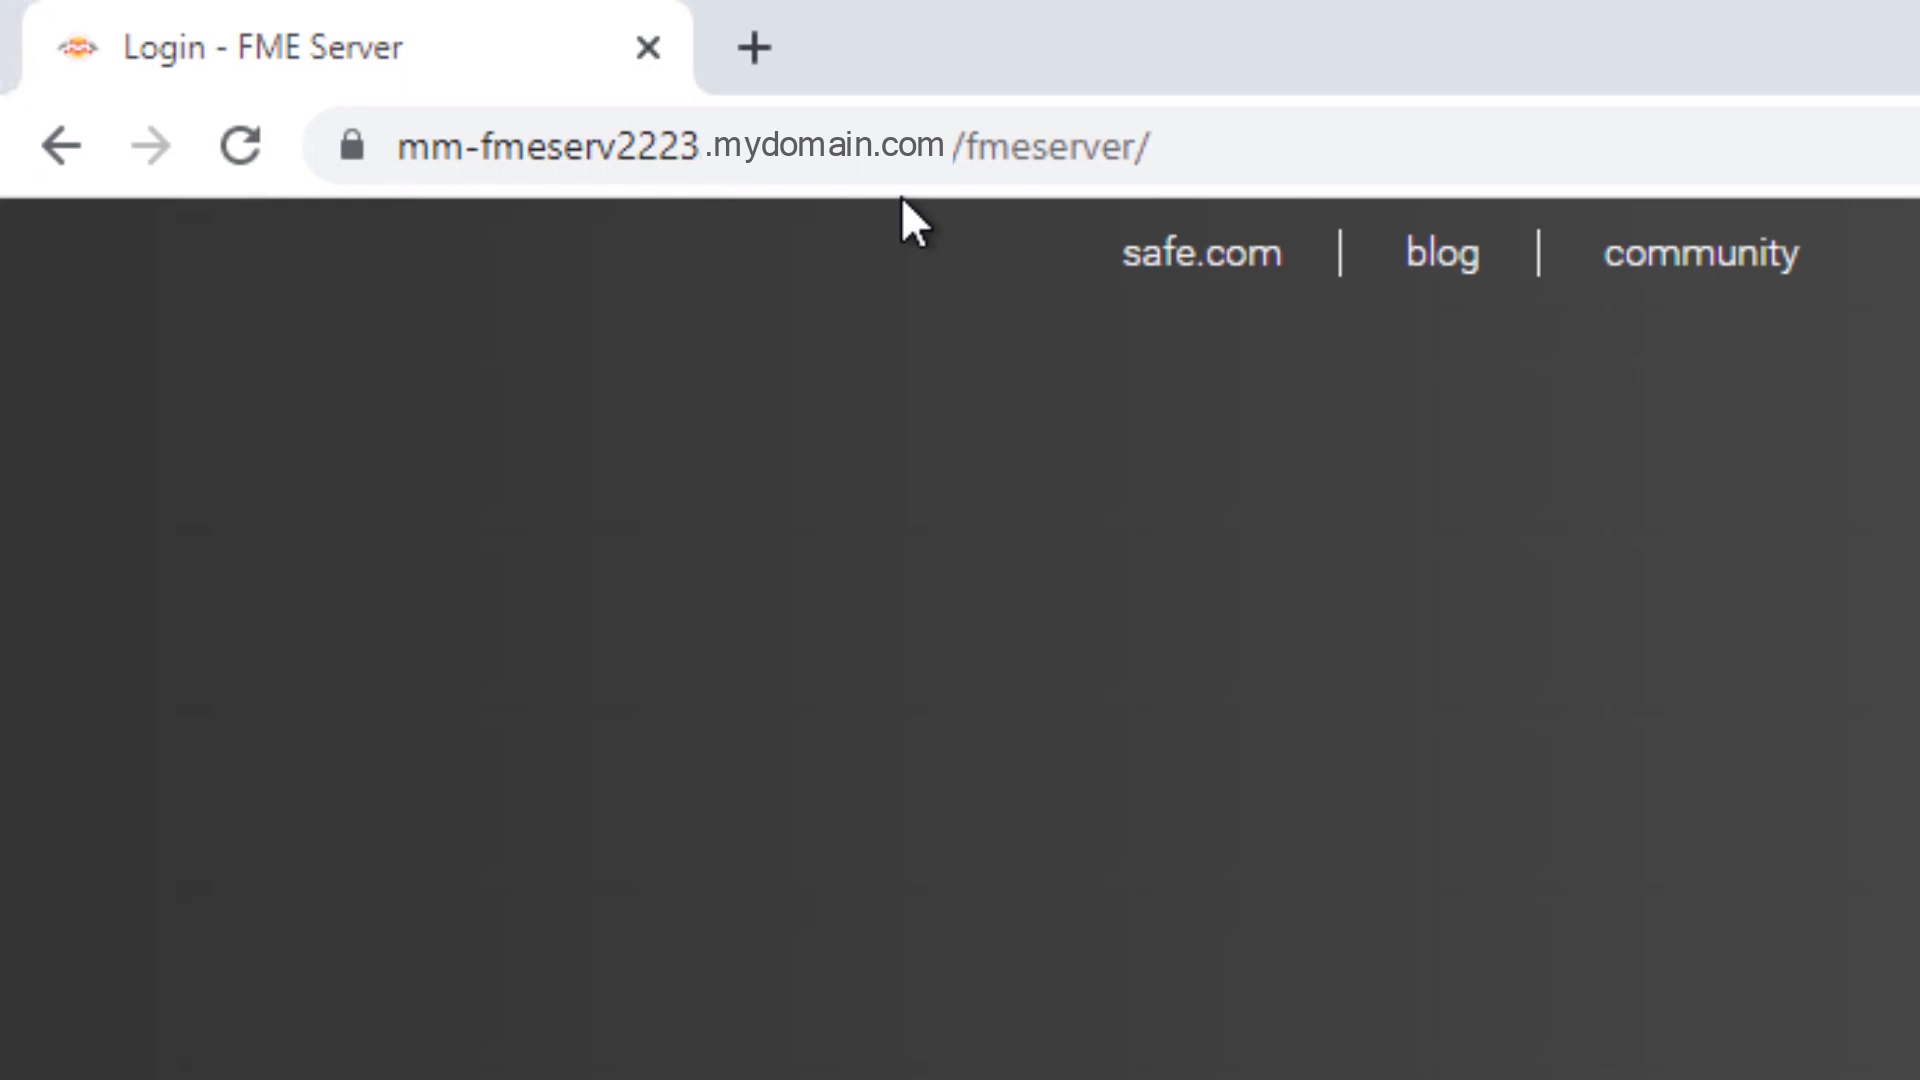 Login - FME Server
mm-fmeserv2223.mydomain.com/fmeserver/
safe.com | blog | community